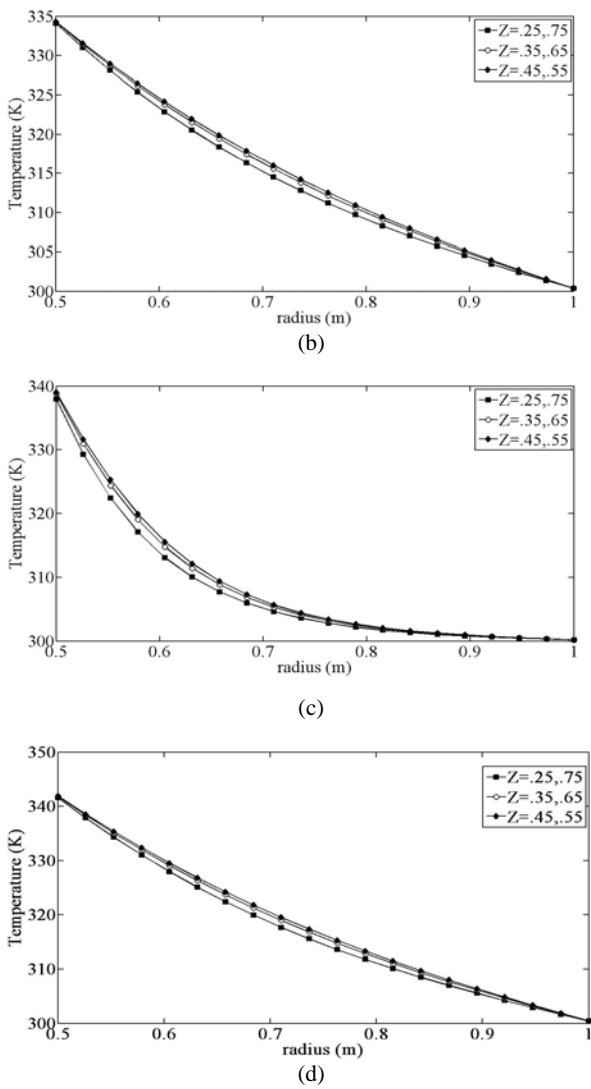 335
330
325
320
315
310
305
300
Temperature (K)
Z=.25,.75
Z=.35,.65
Z=.45,.55
0.5 0.6 0.7 0.8 0.9 1
radius (m)
(b)
340
330
320
310
300
Temperature (K)
Z=.25,.75
Z=.35,.65
Z=.45,.55
0.5 0.6 0.7 0.8 0.9 1
radius (m)
(c)
350
340
330
320
310
300
Temperature (K)
Z=.25,.75
Z=.35,.65
Z=.45,.55
0.5 0.6 0.7 0.8 0.9 1
radius (m)
(d)